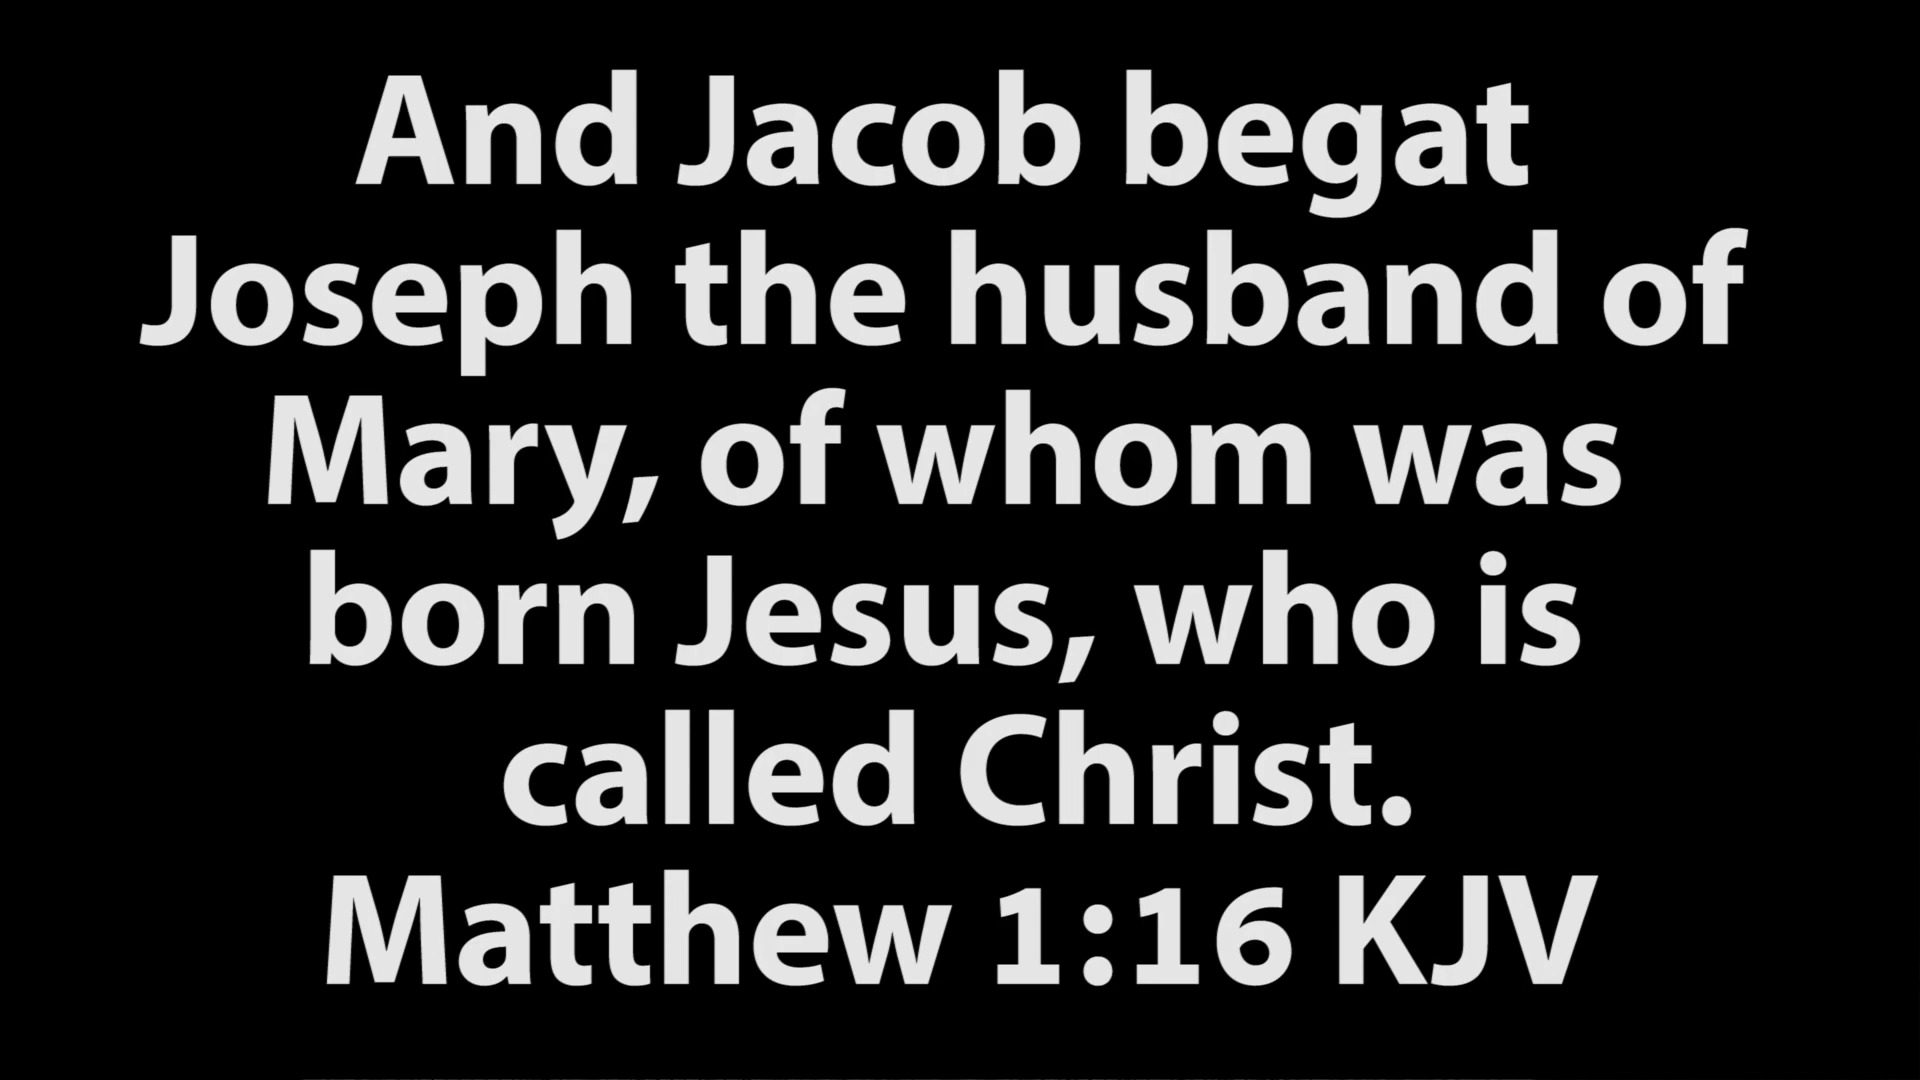 And Jacob begat
Joseph the husband of
Mary, of whom was
born Jesus, who is
called Christ.
Matthew 1:16 KJV